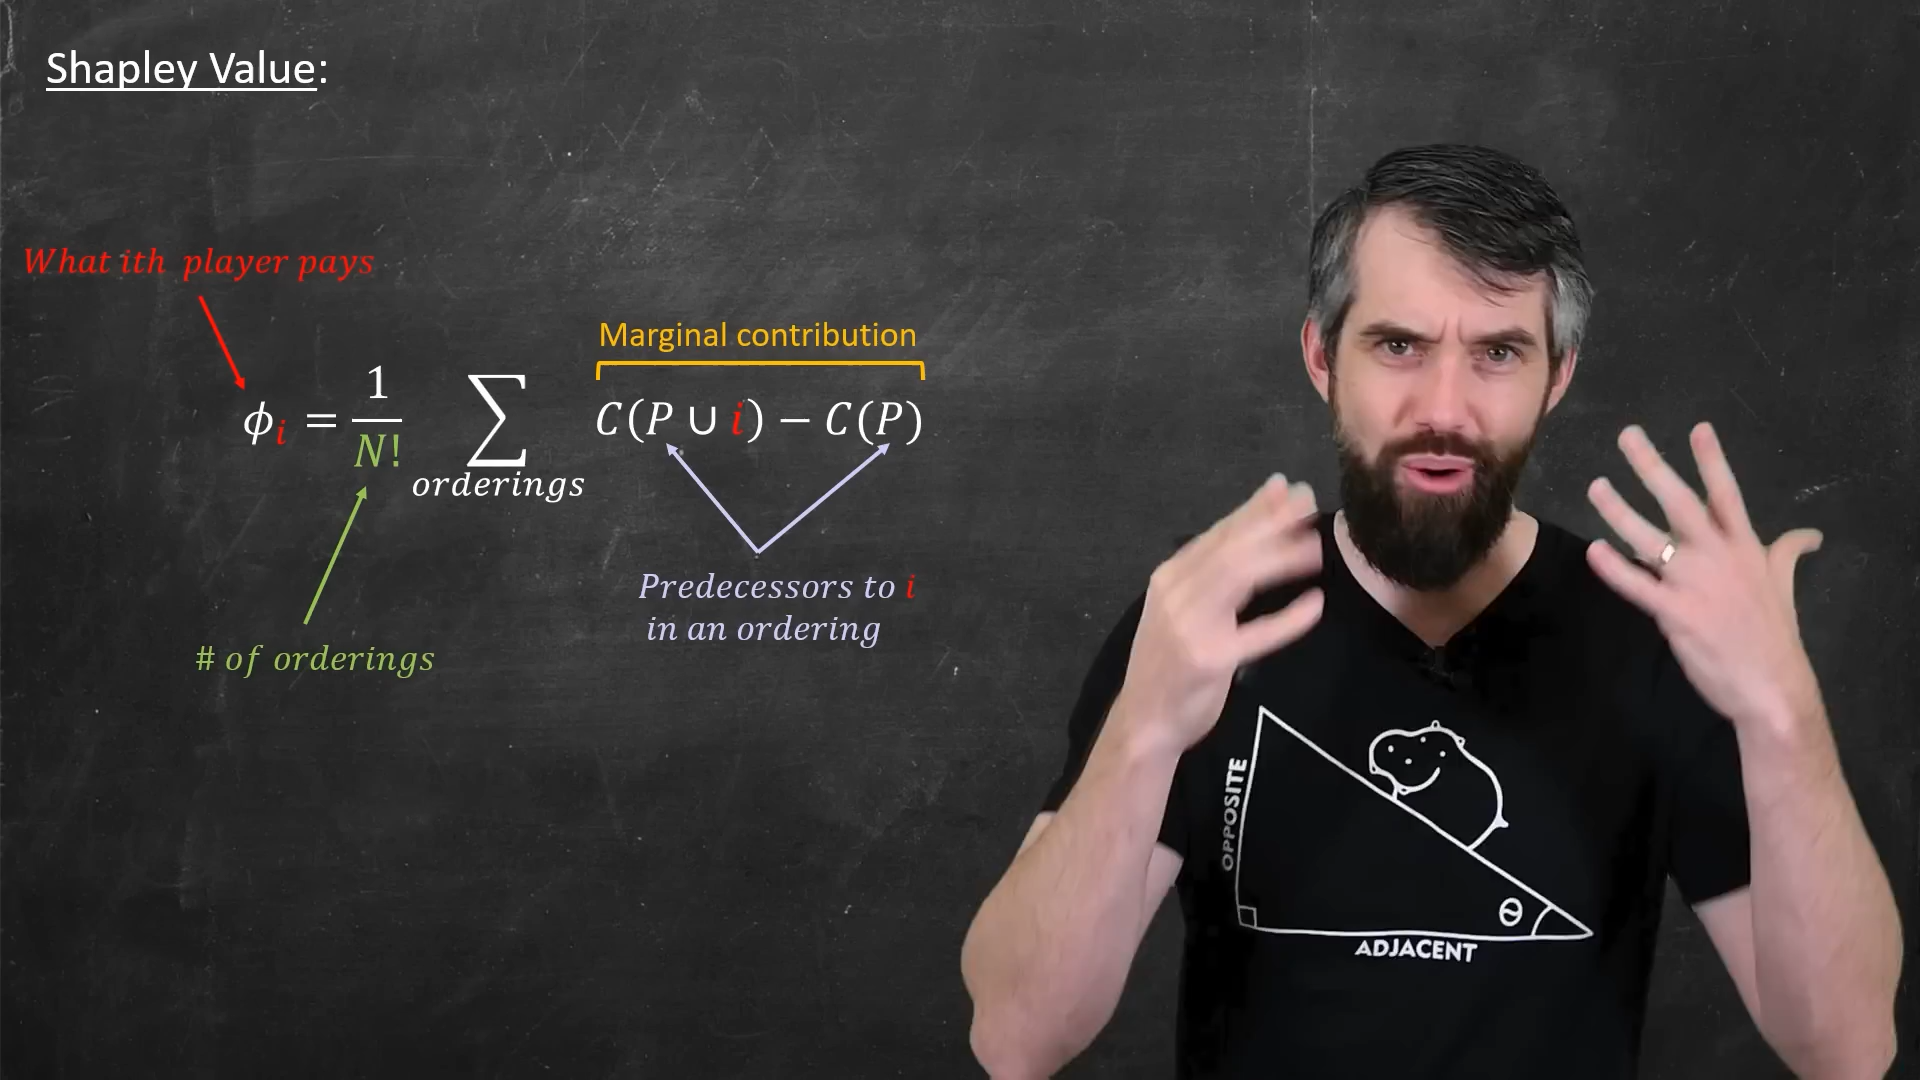 Shapley Value:
What ith player pays
Marginal contribution
ϕᵢ = 1/N! ∑ orderings C(P ∪ i) − C(P)
Predecessors to i
in an ordering
# of orderings
OPPOSITE
θ
ADJACENT